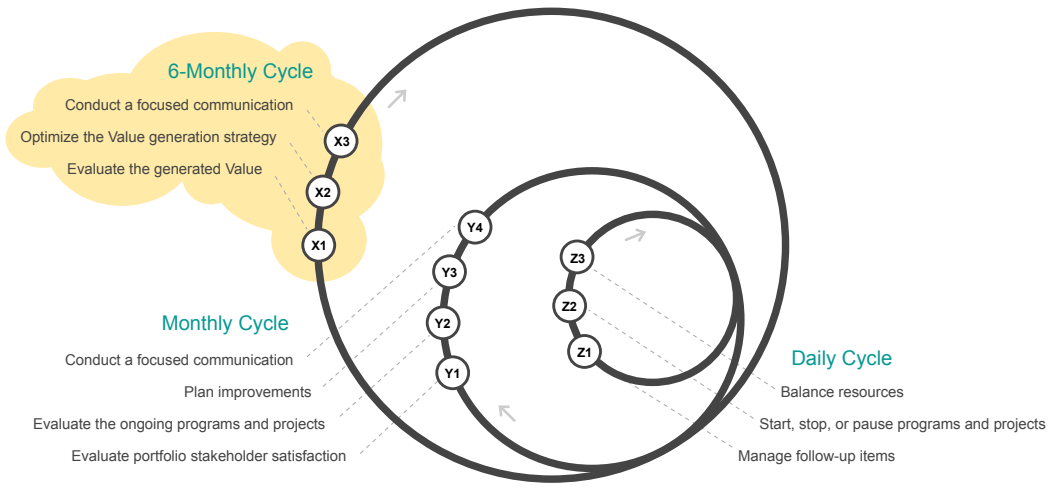 6-Monthly Cycle
Conduct a focused communication
Optimize the Value generation strategy
Evaluate the generated Value
X3
X2
X1
Y4
Y3
Y2
Y1
Z3
Z2
Z1
Monthly Cycle
Conduct a focused communication
Plan improvements
Evaluate the ongoing programs and projects
Evaluate portfolio stakeholder satisfaction
Daily Cycle
Balance resources
Start, stop, or pause programs and projects
Manage follow-up items